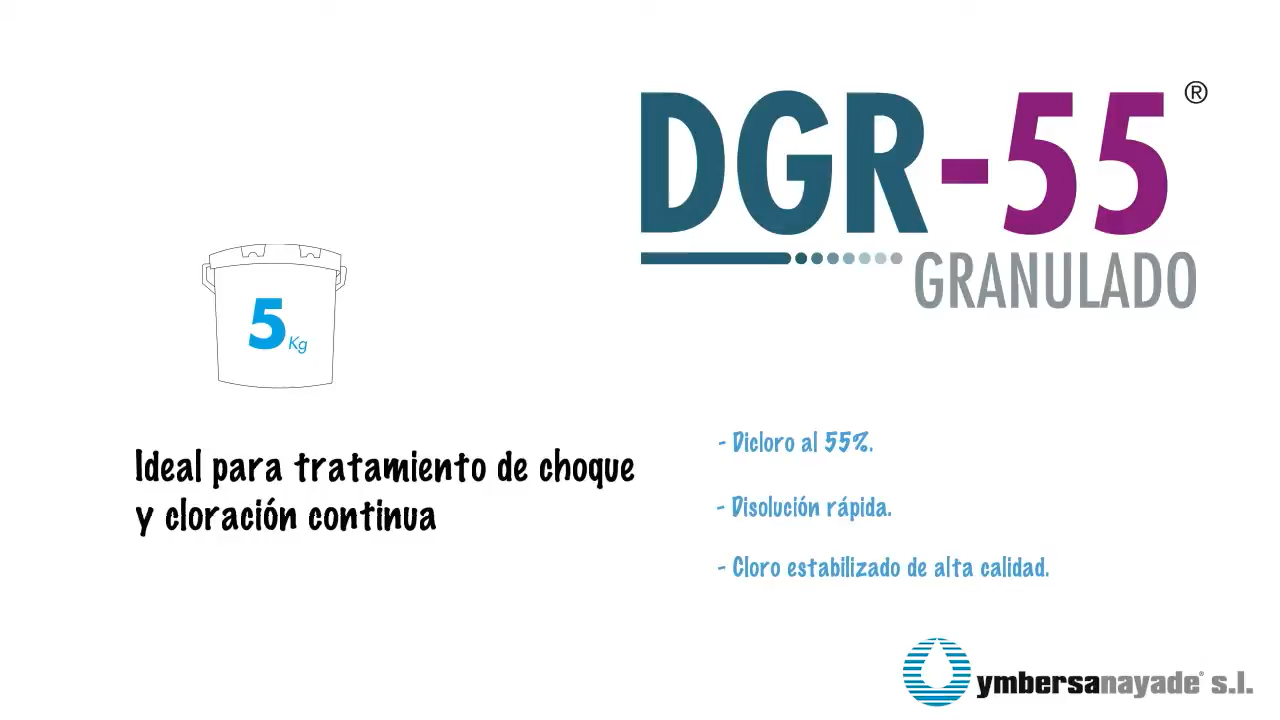 DGR-55®
GRANULADO
5 Kg
Ideal para tratamiento de choque
y cloración continua
- Dicloro al 55%.
- Disolución rápida.
- Cloro estabilizado de alta calidad.
ymbersanayade® s.l.